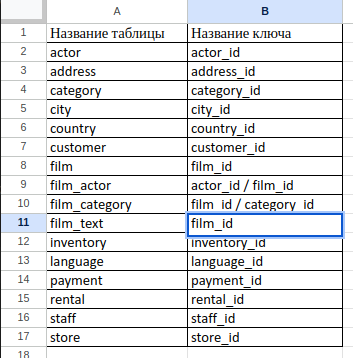 A B
1 Название таблицы Название ключа
2 actor actor_id
3 address address_id
4 category category_id
5 city city_id
6 country country_id
7 customer customer_id
8 film film_id
9 film_actor actor_id / film_id
10 film_category film_id / category_id
11 film_text film_id
12 inventory inventory_id
13 language language_id
14 payment payment_id
15 rental rental_id
16 staff staff_id
17 store store_id
18